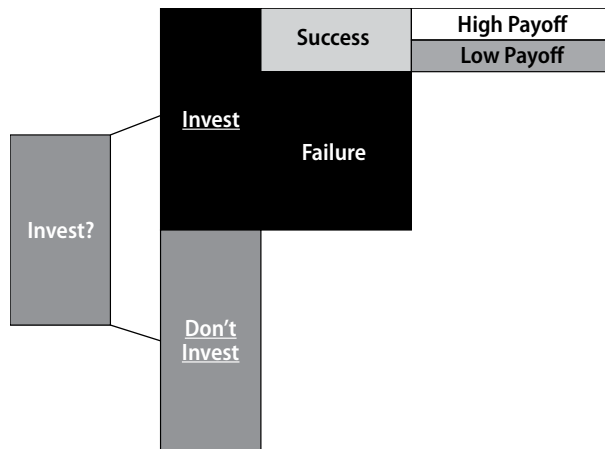 Invest?
Invest
Don't
Invest
Success
Failure
High Payoff
Low Payoff